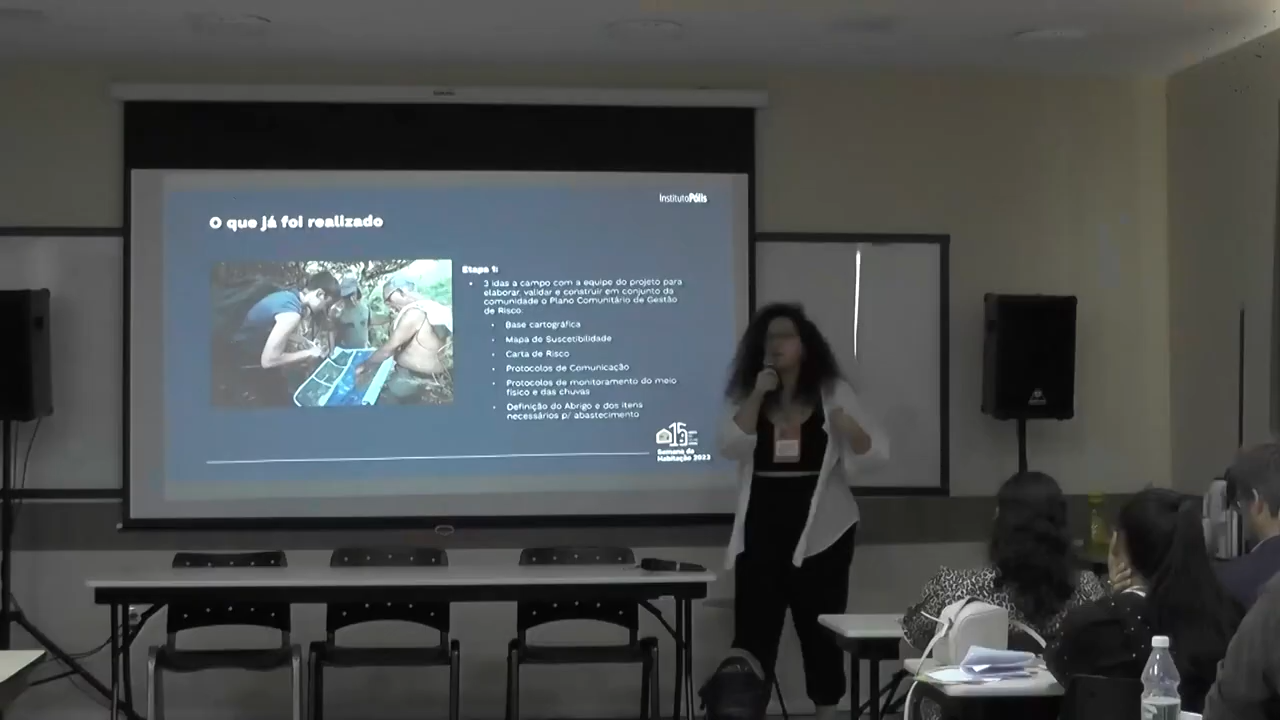 InstitutoPólis
O que já foi realizado
Etapa 1:
• 3 idas a campo com a equipe do projeto para
elaborar, validar e construir em conjunto da
comunidade o Plano Comunitário de Gestão
de Risco:
• Base cartográfica
• Mapa de Suscetibilidade
• Carta de Risco
• Protocolos de Comunicação
• Protocolos de monitoramento do meio
físico e das chuvas
• Definição do Abrigo e dos itens
necessários p/ abastecimento
15ª
Semana da
Habitação 2023